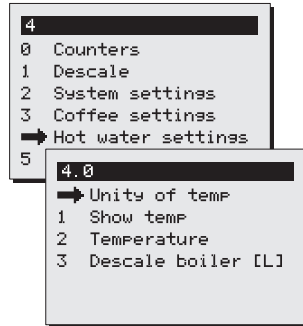 4
0 Counters
1 Descale
2 System settings
3 Coffee settings
Hot water settings
5
4.0
Unity of temp
1 Show temp
2 Temperature
3 Descale boiler [L]